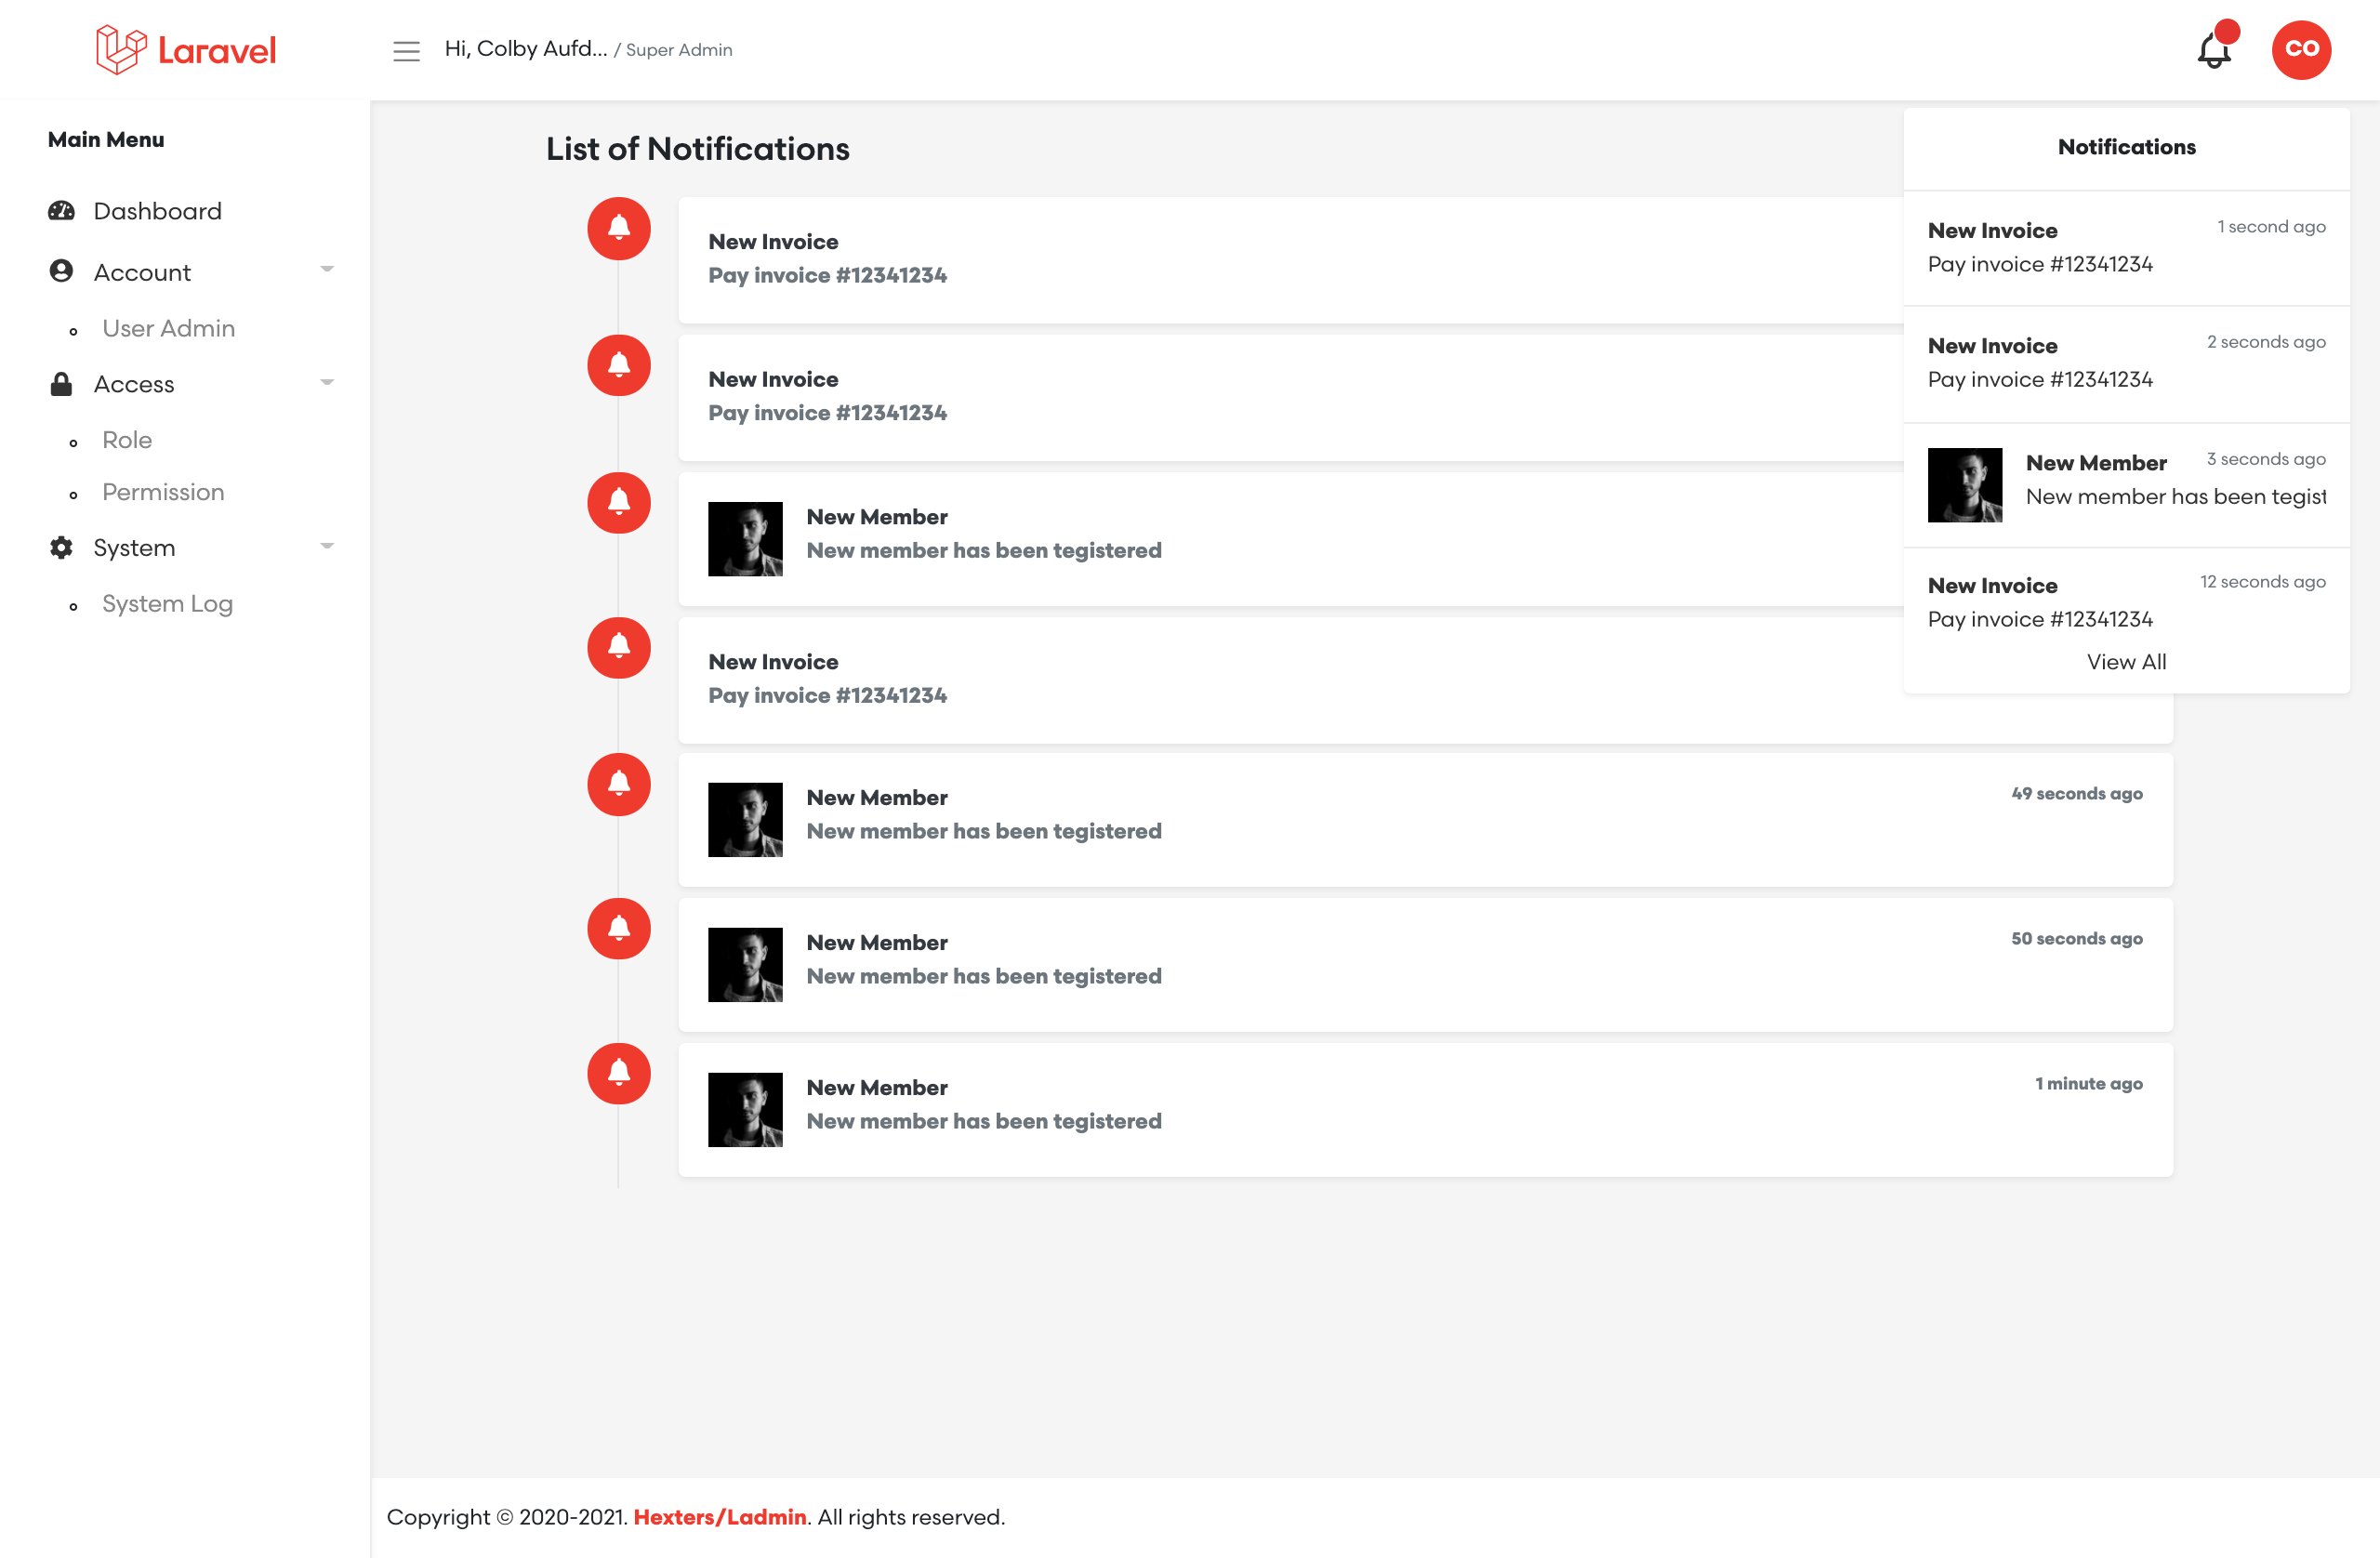 Laravel
Hi, Colby Aufd... / Super Admin
CO
Main Menu
Dashboard
Account
User Admin
Access
Role
Permission
System
System Log
List of Notifications
New Invoice
Pay invoice #12341234
New Invoice
Pay invoice #12341234
New Member
New member has been tegistered
New Invoice
Pay invoice #12341234
New Member
49 seconds ago
New member has been tegistered
New Member
50 seconds ago
New member has been tegistered
New Member
1 minute ago
New member has been tegistered
Notifications
New Invoice
1 second ago
Pay invoice #12341234
New Invoice
2 seconds ago
Pay invoice #12341234
New Member
3 seconds ago
New member has been tegist
New Invoice
12 seconds ago
Pay invoice #12341234
View All
Copyright © 2020-2021. Hexters/Ladmin. All rights reserved.